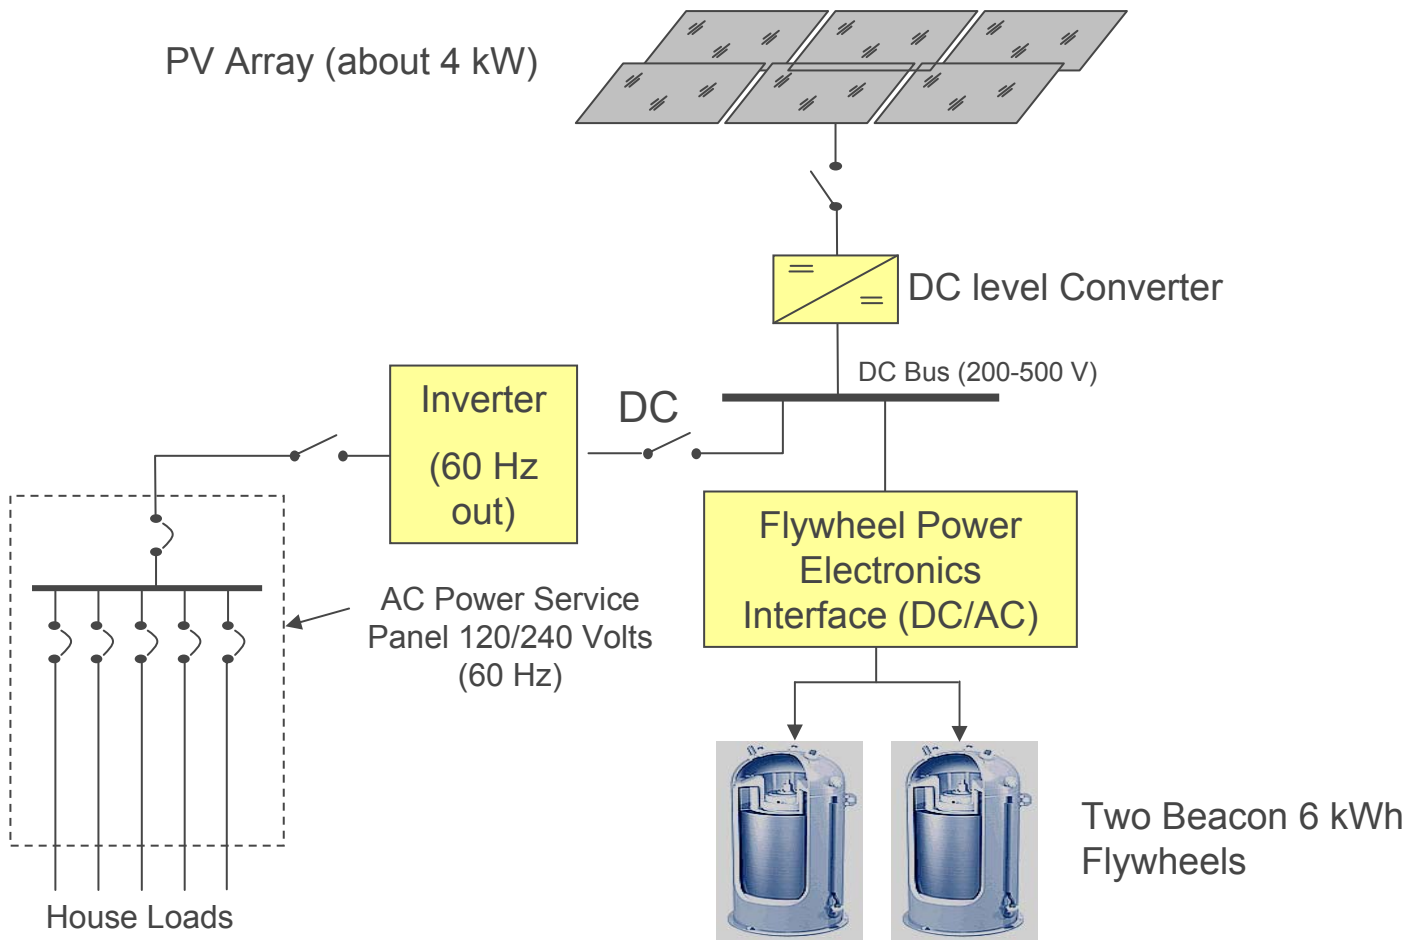 PV Array (about 4 kW)
DC level Converter
DC Bus (200-500 V)
Inverter
(60 Hz
out)
DC
Flywheel Power
Electronics
Interface (DC/AC)
AC Power Service
Panel 120/240 Volts
(60 Hz)
Two Beacon 6 kWh
Flywheels
House Loads